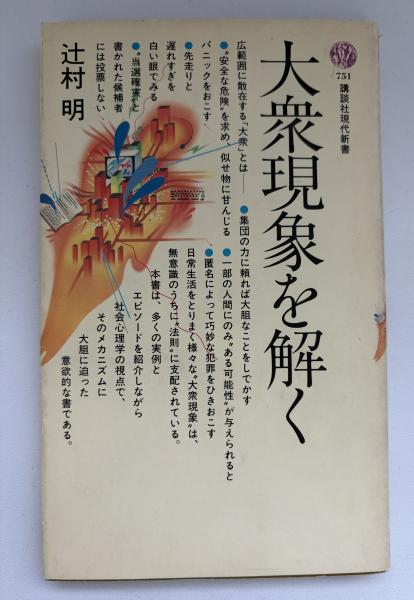 751
講談社現代新書
大衆現象を解く
広範囲に散在する「大衆」とは――
●集団の力に頼れば大胆なことをしでかす
●“安全な危険”を求め、似せ物に甘んじる
●一部の人間にのみ“ある可能性”が与えられると
パニックをおこす
●匿名によって巧妙な犯罪をひきおこす
●先走りと
遅れすぎを
白い眼でみる
●“当選確実”と
書かれた候補者
には投票しない
日常生活をとりまく様々な“大衆現象”は、
無意識のうちに“法則”に支配されている。
本書は、多くの実例と
エピソードを紹介しながら
社会心理学の視点で、
そのメカニズムに
大胆に迫った
意欲的な書である。
辻村 明